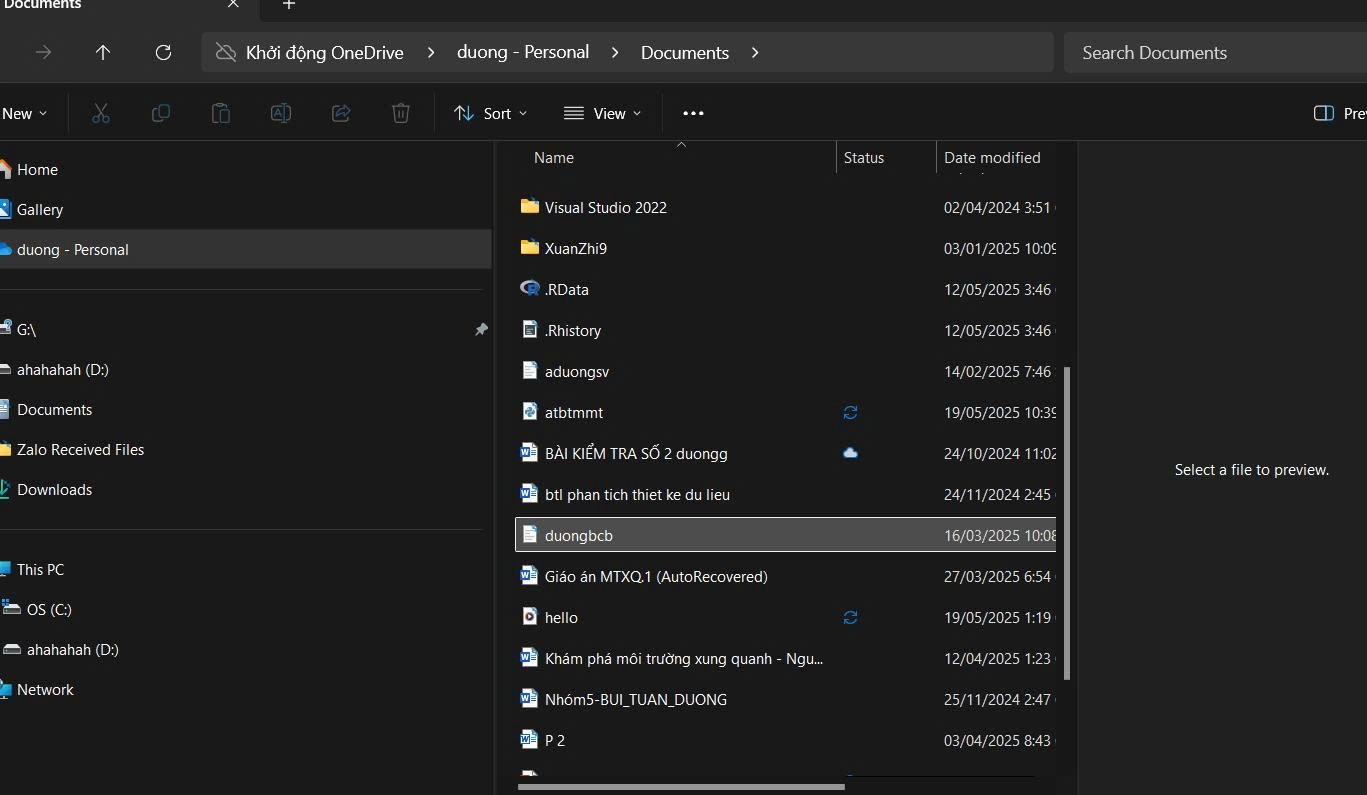 Documents
Khởi động OneDrive
duong - Personal
Documents
Search Documents
New
Sort
View
Home
Gallery
duong - Personal
G:\
ahahahah (D:)
Documents
Zalo Received Files
Downloads
This PC
OS (C:)
ahahahah (D:)
Network
Name Status Date modified
Visual Studio 2022 02/04/2024 3:51
XuanZhi9 03/01/2025 10:09
.RData 12/05/2025 3:46
.Rhistory 12/05/2025 3:46
aduongsv 14/02/2025 7:46
atbtmmt 19/05/2025 10:39
BÀI KIỂM TRA SỐ 2 duongg 24/10/2024 11:02
btl phan tich thiet ke du lieu 24/11/2024 2:45
duongbcb 16/03/2025 10:08
Giáo án MTXQ.1 (AutoRecovered) 27/03/2025 6:54
hello 19/05/2025 1:19
Khám phá môi trường xung quanh - Ngu... 12/04/2025 1:23
Nhóm5-BUI_TUAN_DUONG 25/11/2024 2:47
P 2 03/04/2025 8:43
Select a file to preview.